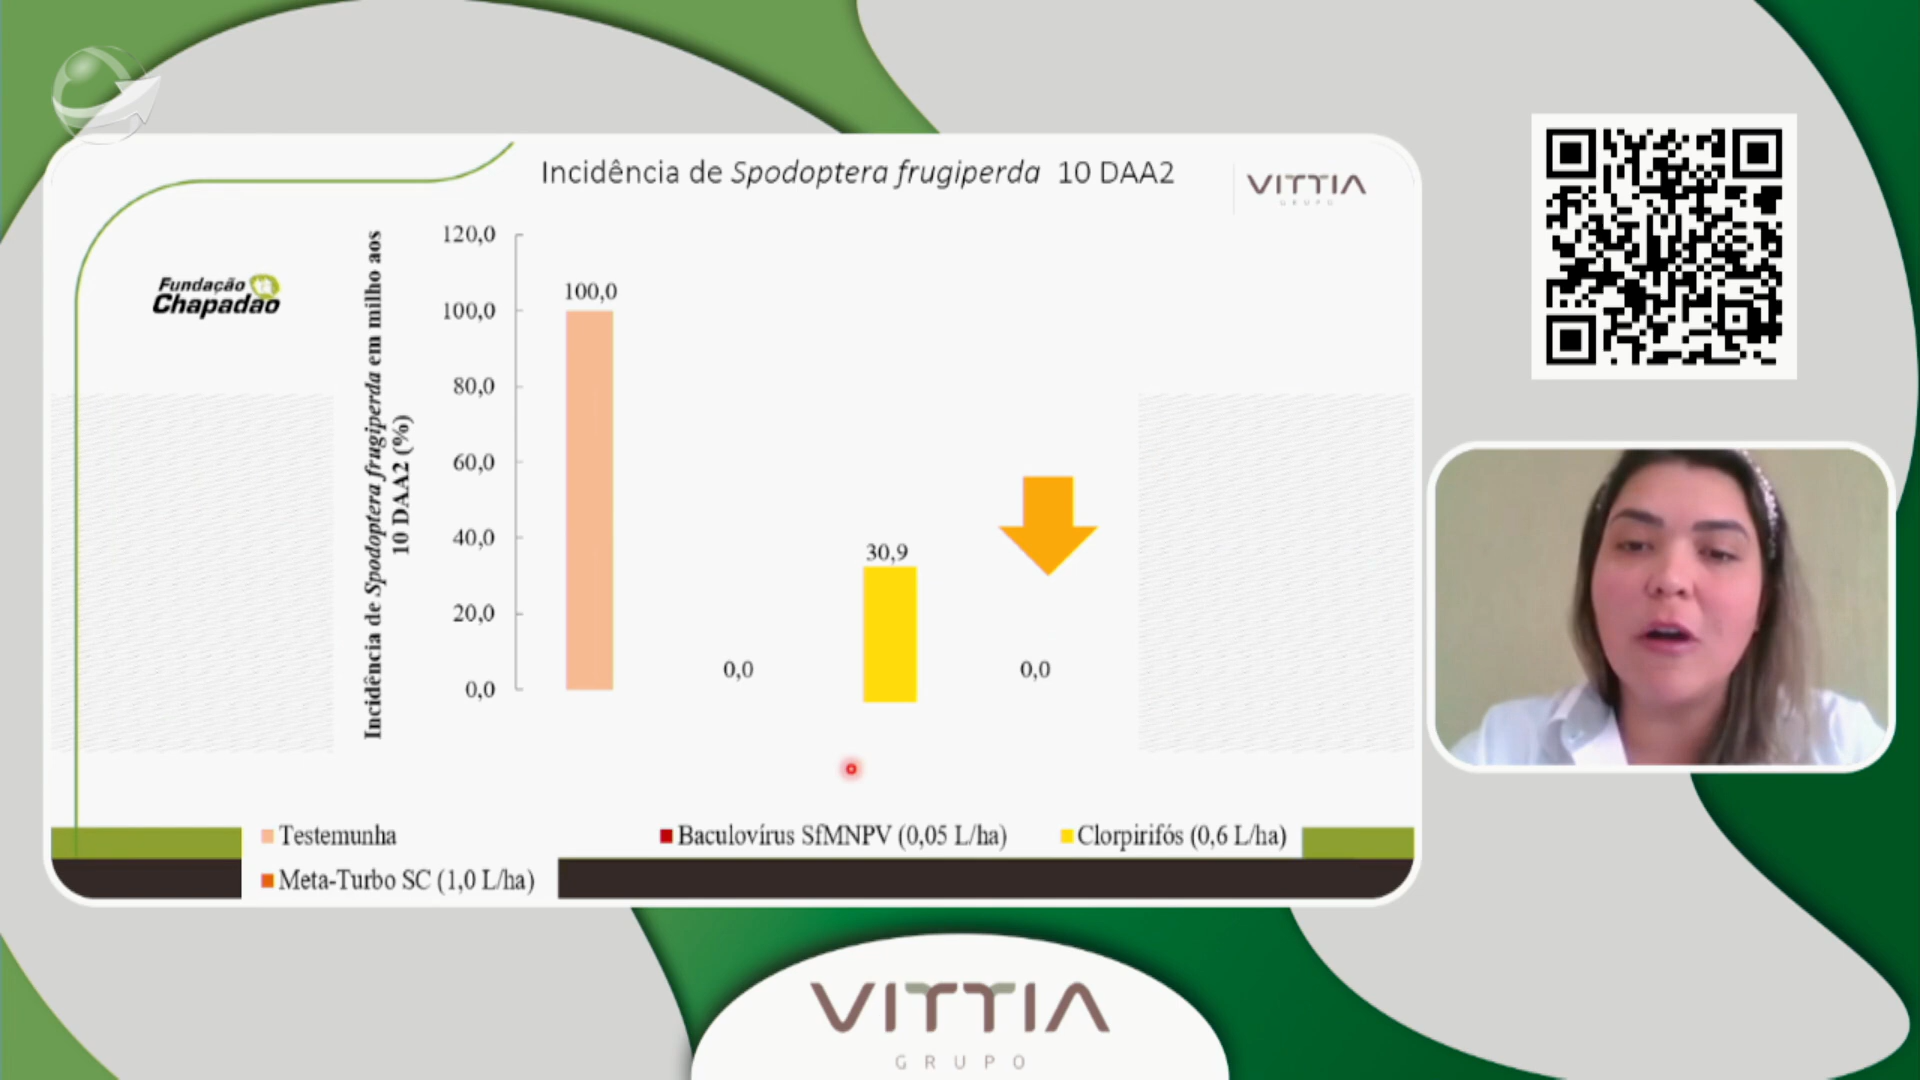 Incidência de Spodoptera frugiperda 10 DAA2
VITTIA
GRUPO
Fundação
Chapadão
Incidência de Spodoptera frugiperda em milho aos
10 DAA2 (%)
120,0
100,0
80,0
60,0
40,0
20,0
0,0
100,0
0,0
30,9
0,0
Testemunha
Baculovírus SfMNPV (0,05 L/ha)
Clorpirifós (0,6 L/ha)
Meta-Turbo SC (1,0 L/ha)
VITTIA
GRUPO